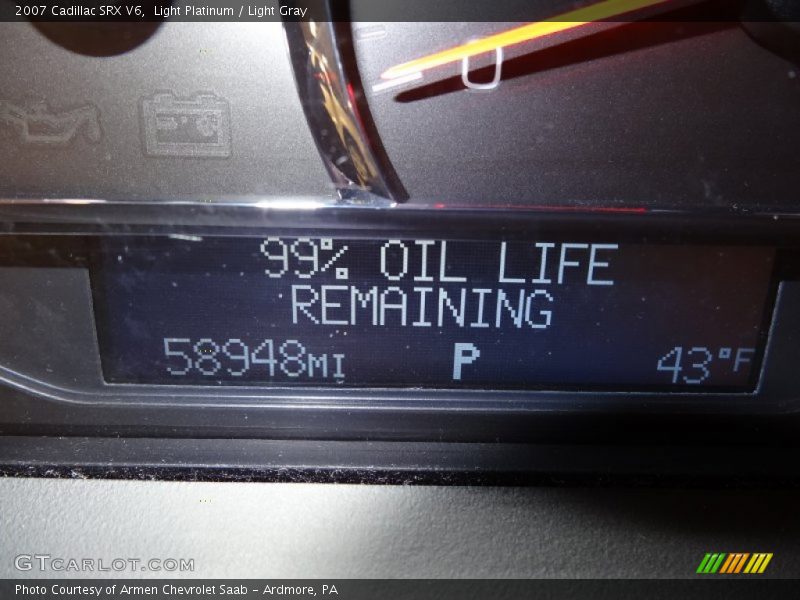 2007 Cadillac SRX V6,  Light Platinum / Light Gray
0
99% OIL LIFE
REMAINING
58948MI P 43°F
GTCARLOT.COM
Photo Courtesy of Armen Chevrolet Saab - Ardmore, PA